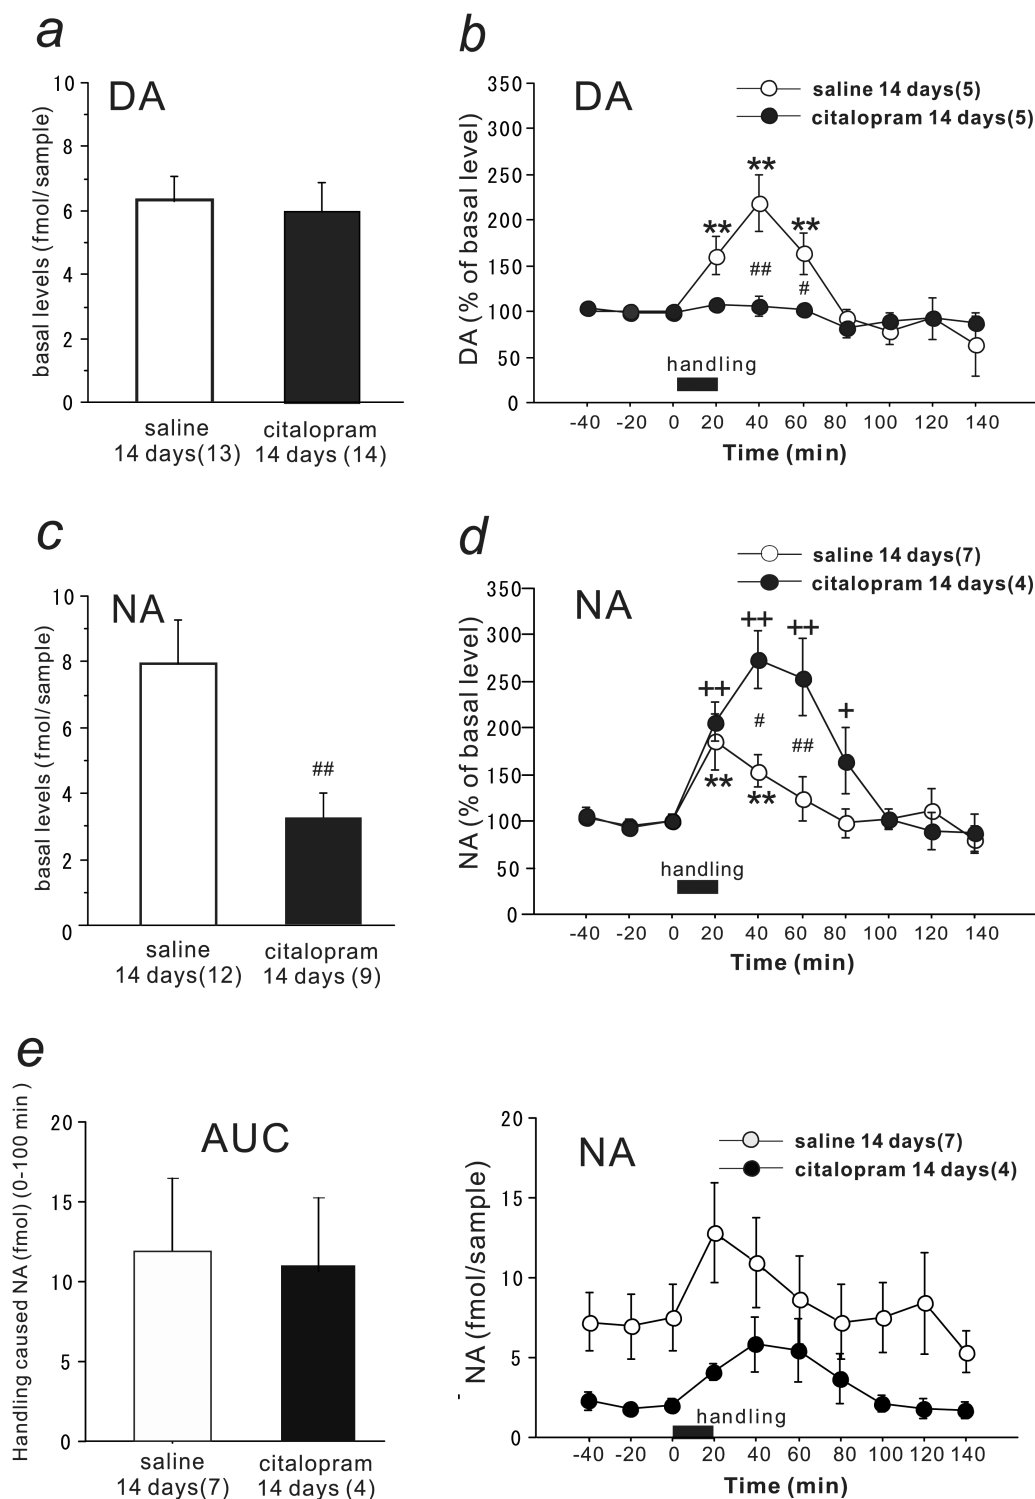 a
DA
basal levels (fmol/sample)
10
8
6
4
2
0
saline
14 days(13)
citalopram
14 days (14)
b
DA
saline 14 days(5)
citalopram 14 days(5)
DA (% of basal level)
350
300
250
200
150
100
50
0
**
**
**
##
#
handling
-40 -20 0 20 40 60 80 100 120 140
Time (min)
c
NA
basal levels (fmol/sample)
10
8
6
4
2
0
##
saline
14 days(12)
citalopram
14 days (9)
d
NA
saline 14 days(7)
citalopram 14 days(4)
NA (% of basal level)
350
300
250
200
150
100
50
0
++
++
++
+
#
##
**
**
handling
-40 -20 0 20 40 60 80 100 120 140
Time (min)
e
AUC
Handling caused NA (fmol) (0-100 min )
20
15
10
5
0
saline
14 days(7)
citalopram
14 days (4)
NA
saline 14 days(7)
citalopram 14 days(4)
NA (fmol/sample)
20
15
10
5
0
handling
-40 -20 0 20 40 60 80 100 120 140
Time (min)